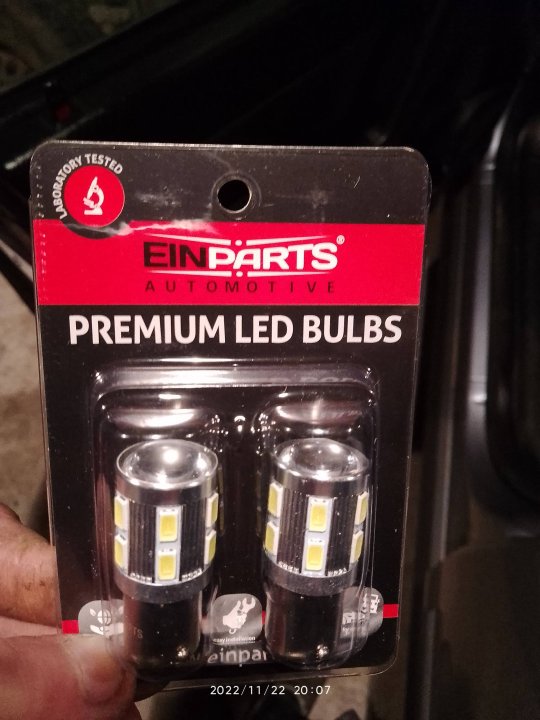 LABORATORY TESTED
EINPARTS®
AUTOMOTIVE
PREMIUM LED BULBS
easy installation
einpar
2022/11/22 20:07